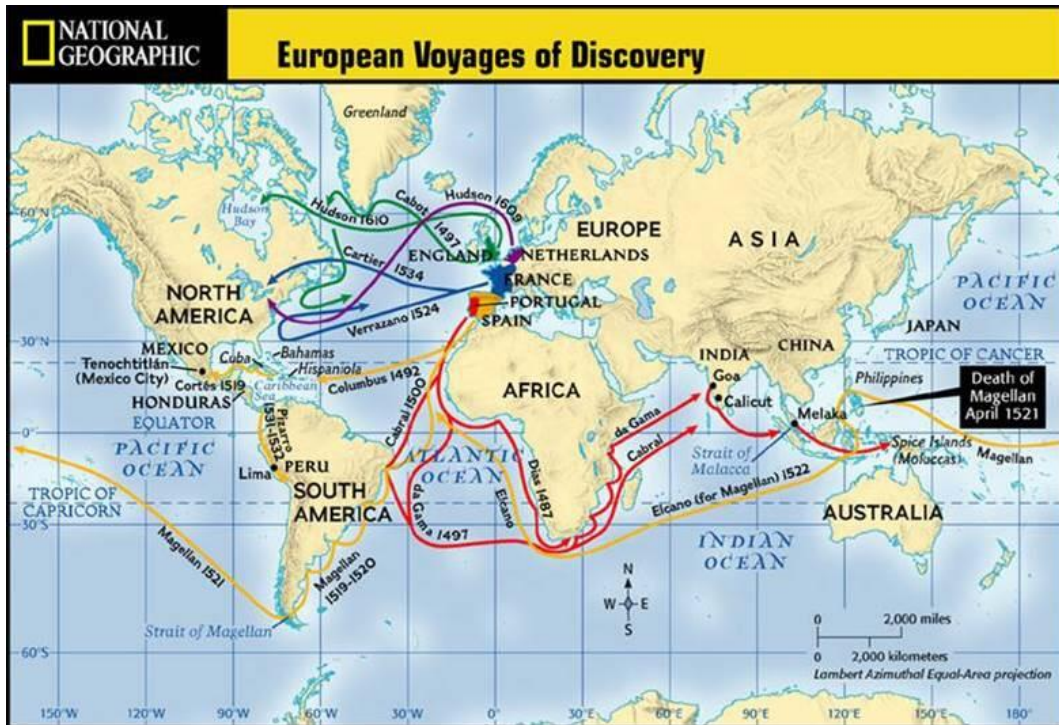 NATIONAL
GEOGRAPHIC
European Voyages of Discovery
Greenland
60°N
Hudson
Bay
Hudson 1610
Cabot 1497
Hudson 1609
ENGLAND
NETHERLANDS
EUROPE
ASIA
Cartier 1534
FRANCE
NORTH
AMERICA
PORTUGAL
Verrazano 1524
SPAIN
PACIFIC
OCEAN
JAPAN
30°N
MEXICO
Tenochtitlán
(Mexico City)
Cuba
Bahamas
Hispaniola
INDIA
CHINA
TROPIC OF CANCER
Cortés 1519
Caribbean
Sea
Columbus 1492
AFRICA
Goa
Calicut
Philippines
Death of
Magellan
April 1521
HONDURAS
EQUATOR
Pizarro
1531–1532
Cabral 1500
da Gama
Cabral
Melaka
0°
PACIFIC
OCEAN
Lima
PERU
ATLANTIC
OCEAN
Strait of
Malacca
Spice Islands
(Moluccas)
Magellan
TROPIC OF
CAPRICORN
SOUTH
AMERICA
da Gama 1497
Elcano
Dias 1487
Elcano (for Magellan) 1522
AUSTRALIA
30°S
Magellan 1521
Magellan
1519–1520
INDIAN
OCEAN
N
W
E
S
Strait of Magellan
0 2,000 miles
0 2,000 kilometers
Lambert Azimuthal Equal-Area projection
60°S
150°W 120°W 90°W 60°W 30°W 0° 30°E 60°E 90°E 120°E 150°E 180°